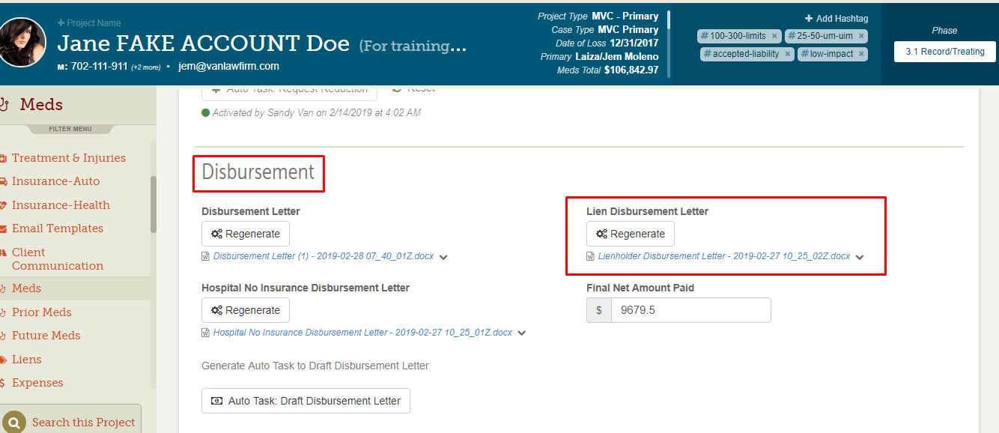 Project Name
Jane FAKE ACCOUNT Doe (For training...
M: 702-111-911 (+2 more) • jem@vanlawfirm.com
Project Type MVC - Primary
Case Type MVC Primary
Date of Loss 12/31/2017
Primary Laiza/Jem Moleno
Meds Total $106,842.97
Add Hashtag
#100-300-limits × #25-50-um-uim ×
#accepted-liability × #low-impact ×
Phase
3.1 Record/Treating
Meds
FILTER MENU
Treatment & Injuries
Insurance-Auto
Insurance-Health
Email Templates
Client
Communication
Meds
Prior Meds
Future Meds
Liens
Expenses
Search this Project
Auto Task: Request Reduction Reset
Activated by Sandy Van on 2/14/2019 at 4:02 AM
Disbursement
Disbursement Letter
Regenerate
Disbursement Letter (1) - 2019-02-28 07_40_01Z.docx
Lien Disbursement Letter
Regenerate
Lienholder Disbursement Letter - 2019-02-27 10_25_02Z.docx
Hospital No Insurance Disbursement Letter
Regenerate
Hospital No Insurance Disbursement Letter - 2019-02-27 10_25_01Z.docx
Final Net Amount Paid
$ 9679.5
Generate Auto Task to Draft Disbursement Letter
Auto Task: Draft Disbursement Letter